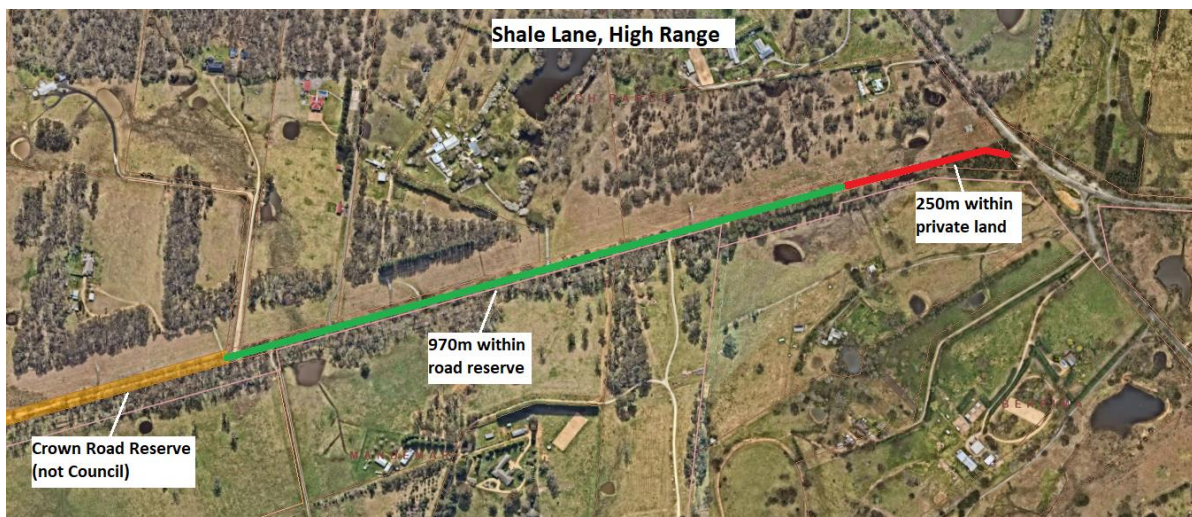 Shale Lane, High Range
250m within
private land
970m within
road reserve
Crown Road Reserve
(not Council)